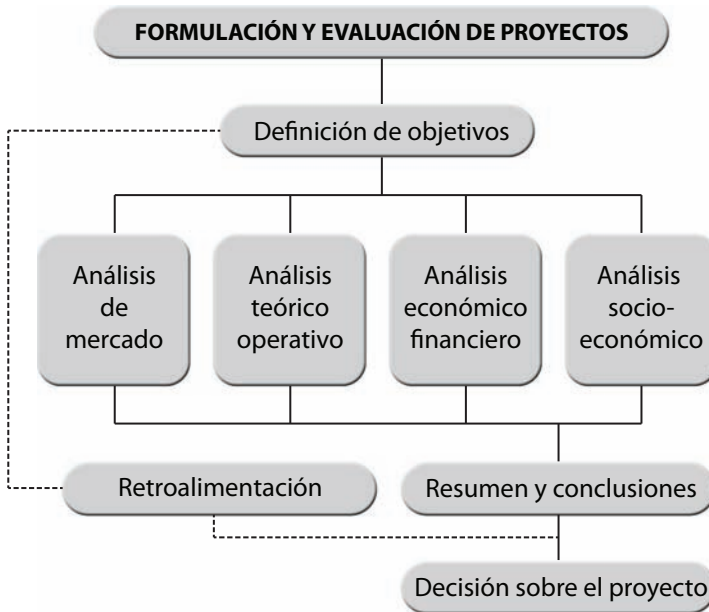 FORMULACIÓN Y EVALUACIÓN DE PROYECTOS
Definición de objetivos
Análisis
de
mercado
Análisis
teórico
operativo
Análisis
económico
financiero
Análisis
socio-
económico
Retroalimentación
Resumen y conclusiones
Decisión sobre el proyecto